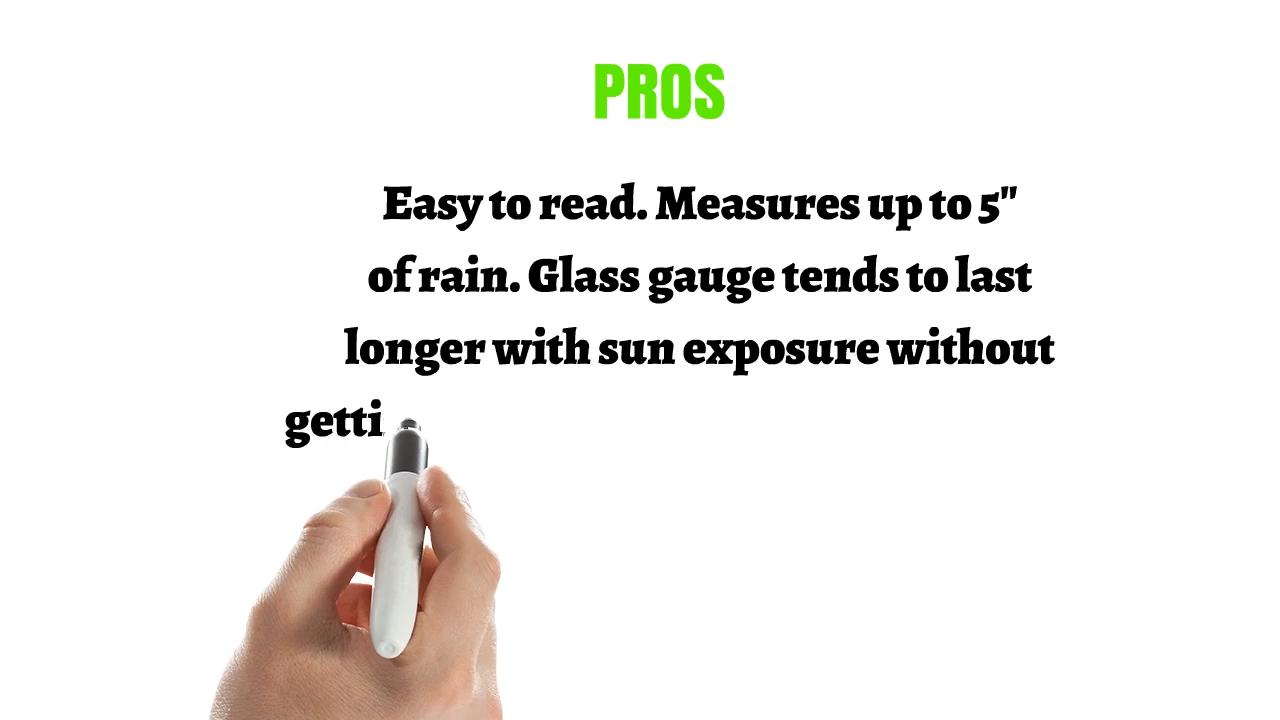 PROS
Easy to read. Measures up to 5"
of rain. Glass gauge tends to last
longer with sun exposure without
getti